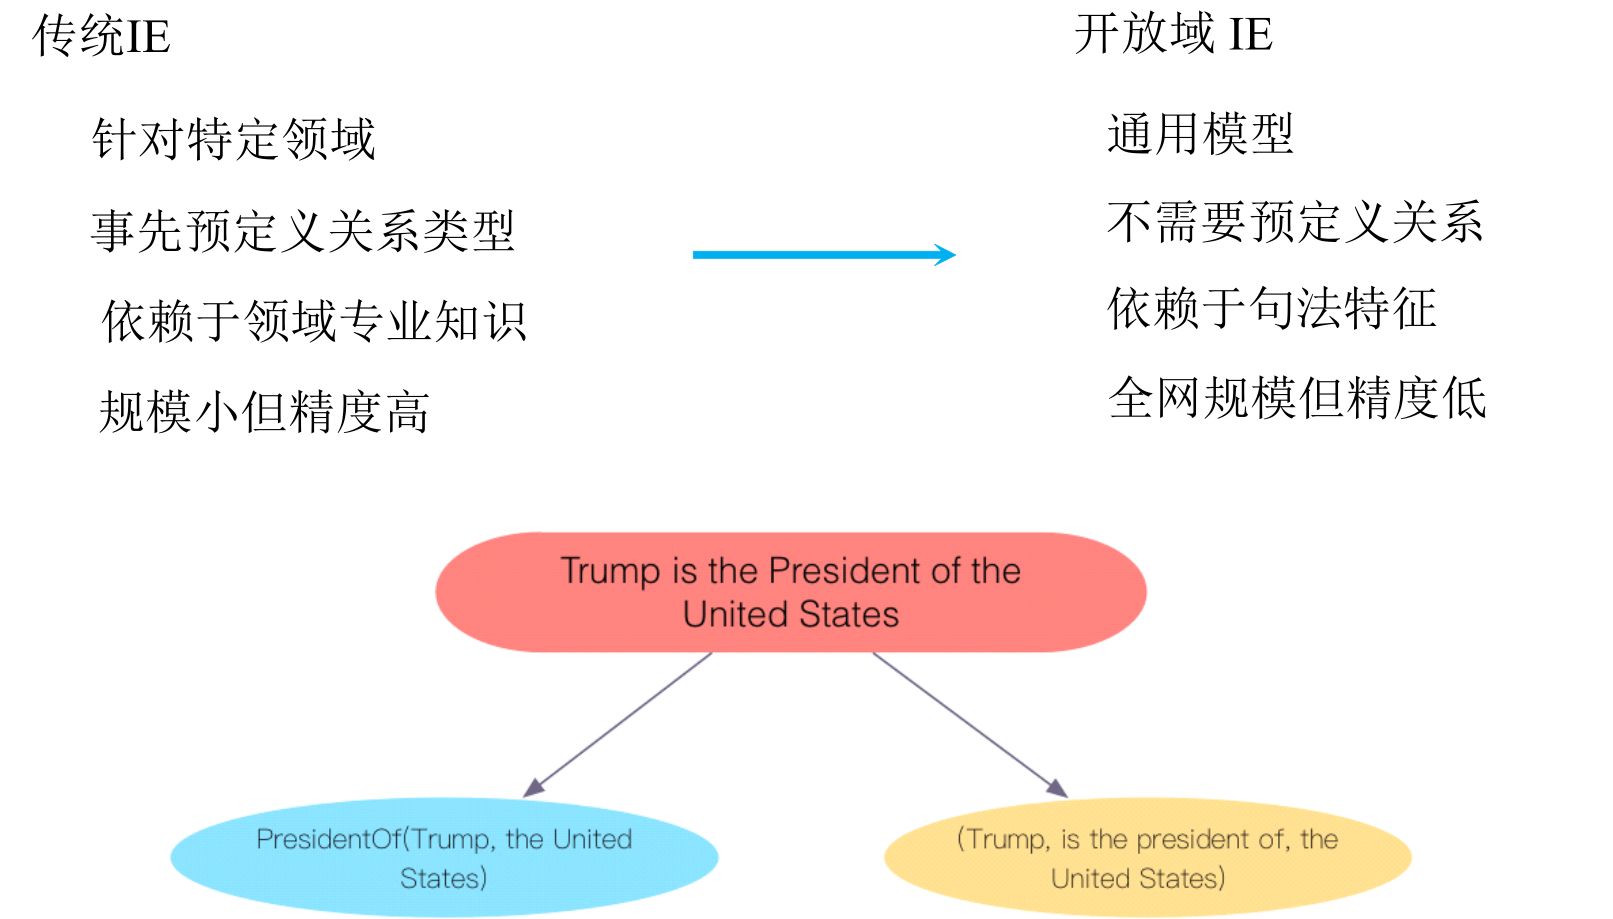 传统IE
针对特定领域
事先预定义关系类型
依赖于领域专业知识
规模小但精度高
开放域 IE
通用模型
不需要预定义关系
依赖于句法特征
全网规模但精度低
Trump is the President of the
United States
PresidentOf(Trump, the United
States)
(Trump, is the president of, the
United States)